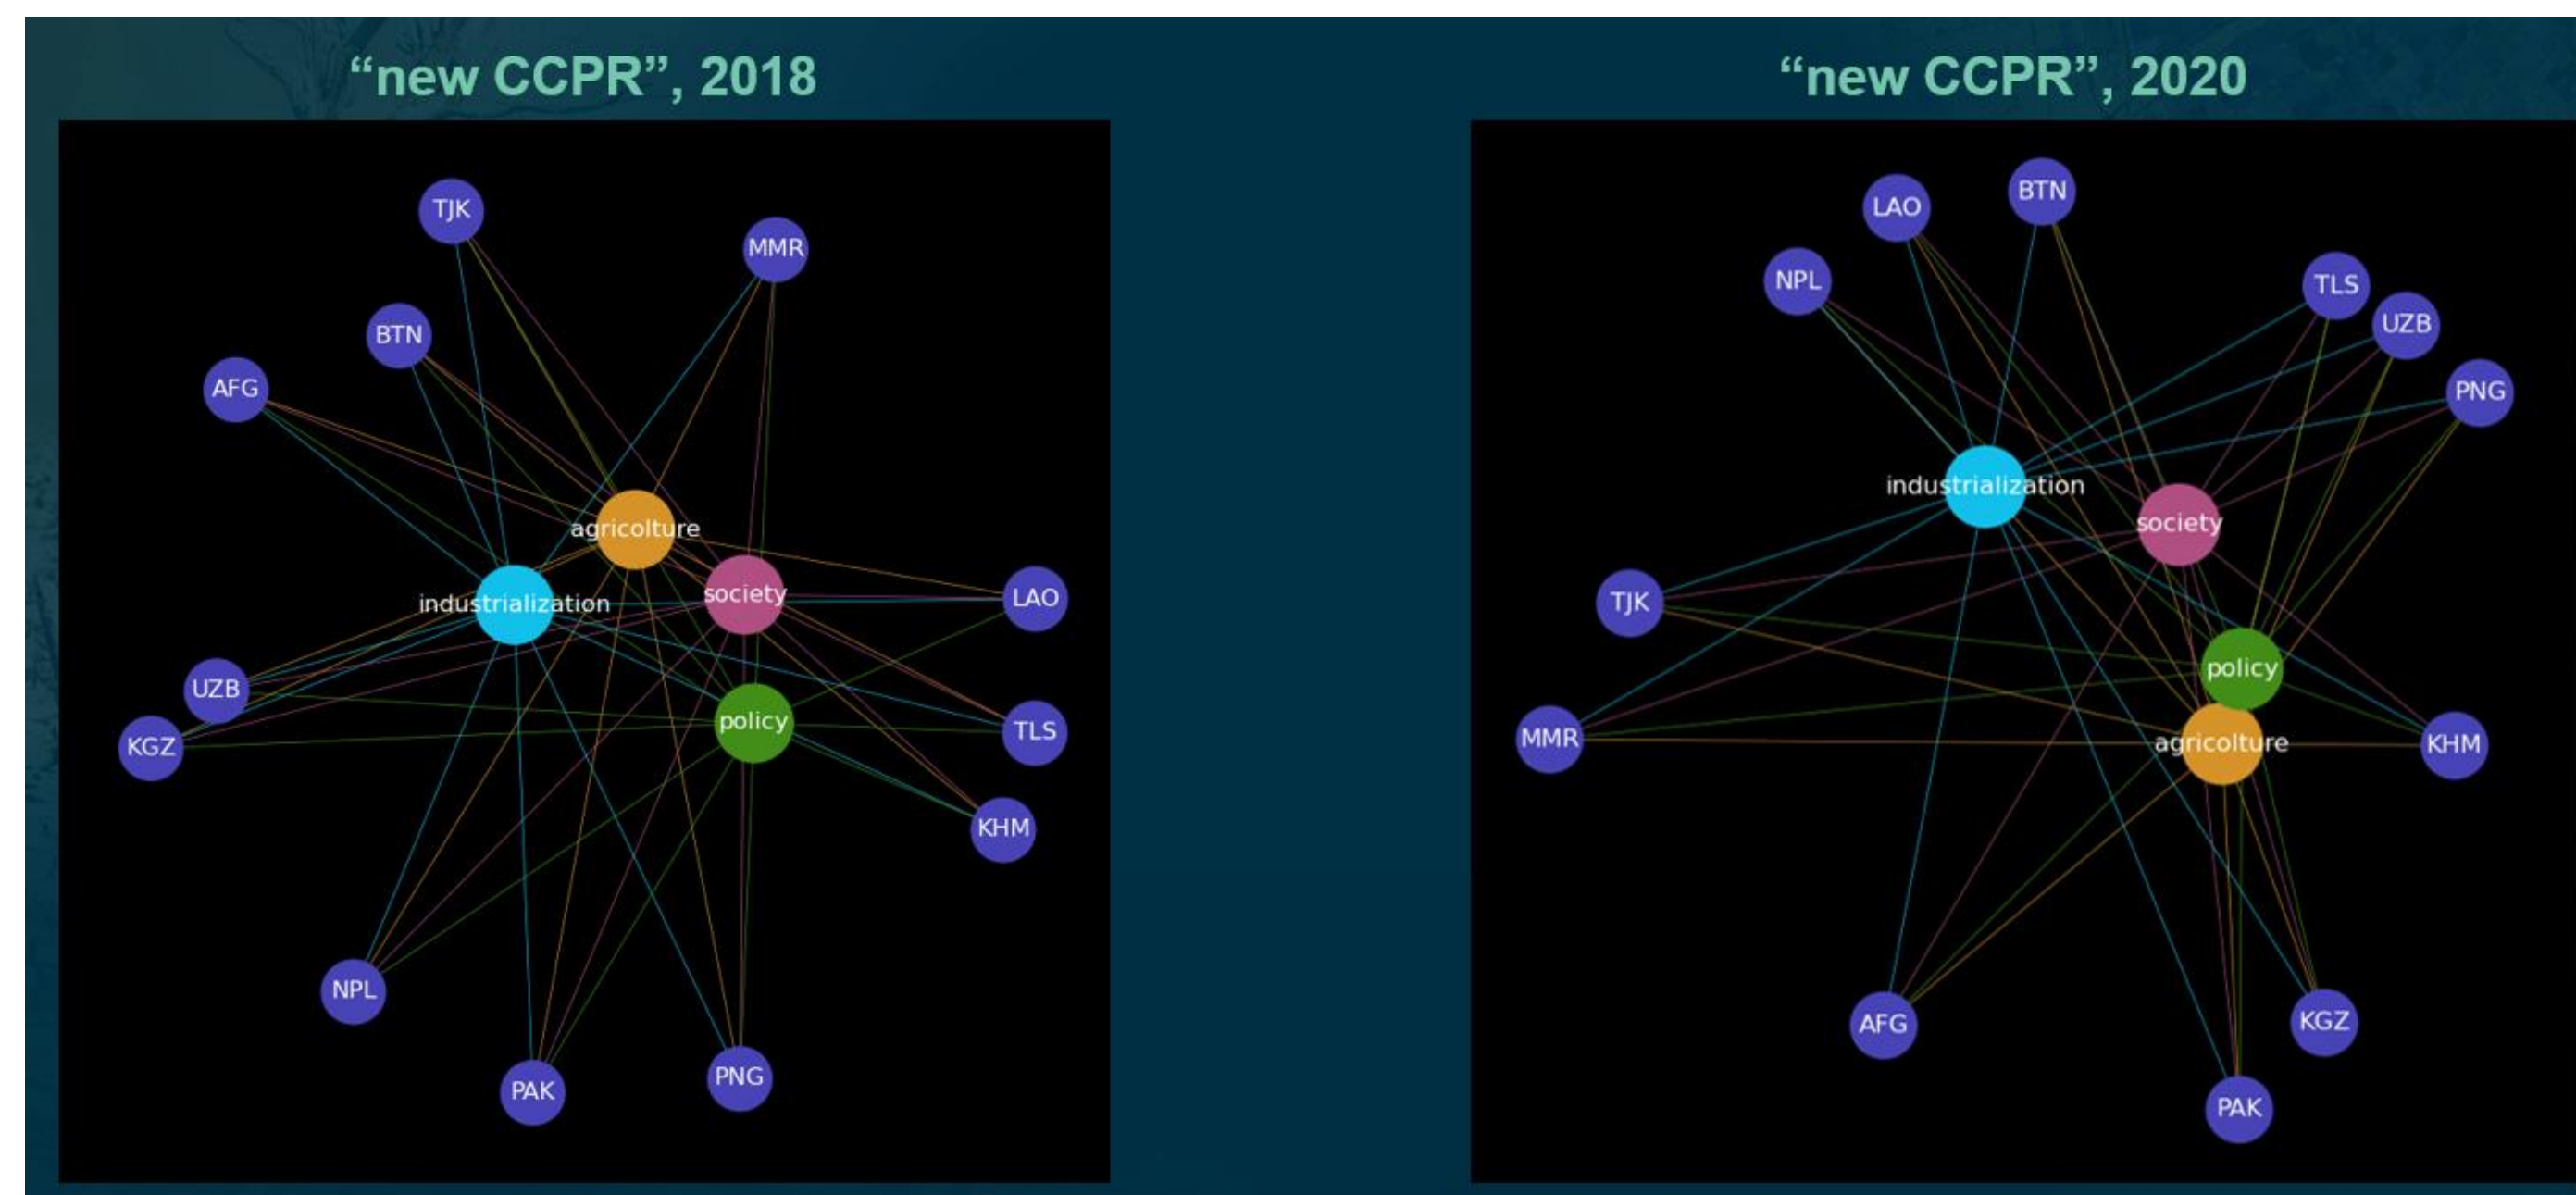 “new CCPR”, 2018
TJK
MMR
BTN
AFG
agricolture
society
LAO
industrialization
UZB
policy
TLS
KGZ
KHM
NPL
PNG
PAK
“new CCPR”, 2020
BTN
LAO
NPL
TLS
UZB
PNG
industrialization
society
TJK
policy
MMR
agricolture
KHM
AFG
KGZ
PAK